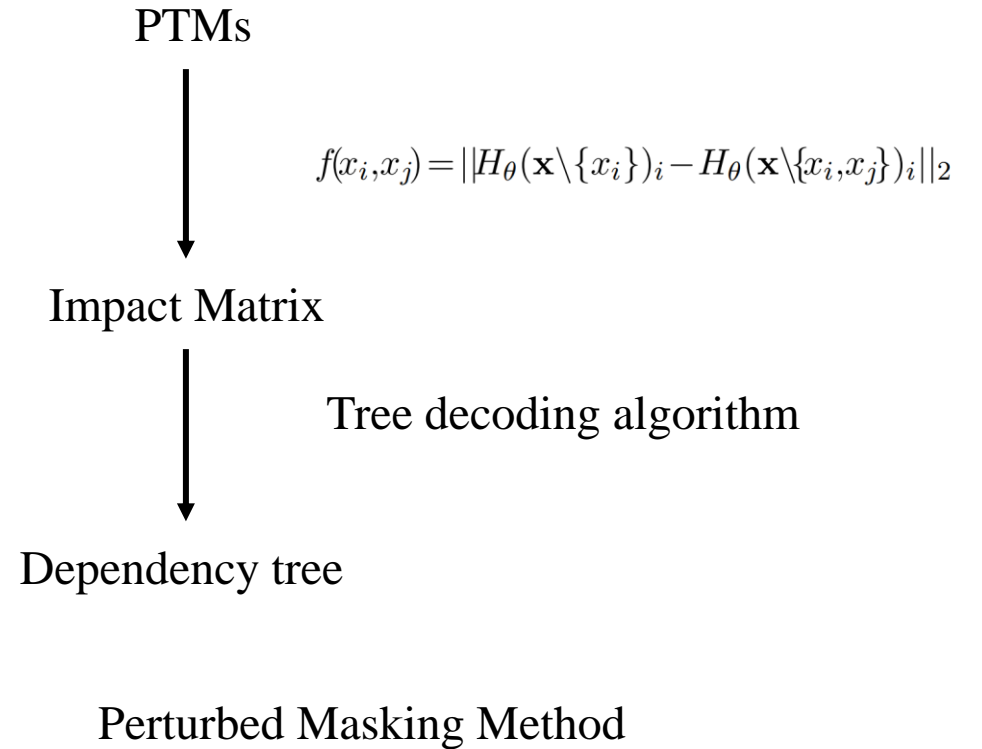 PTMs
f(x_i,x_j)=||H_θ(𝐱\{x_i})_i−H_θ(𝐱\{x_i,x_j})_i||_2
Impact Matrix
Tree decoding algorithm
Dependency tree
Perturbed Masking Method